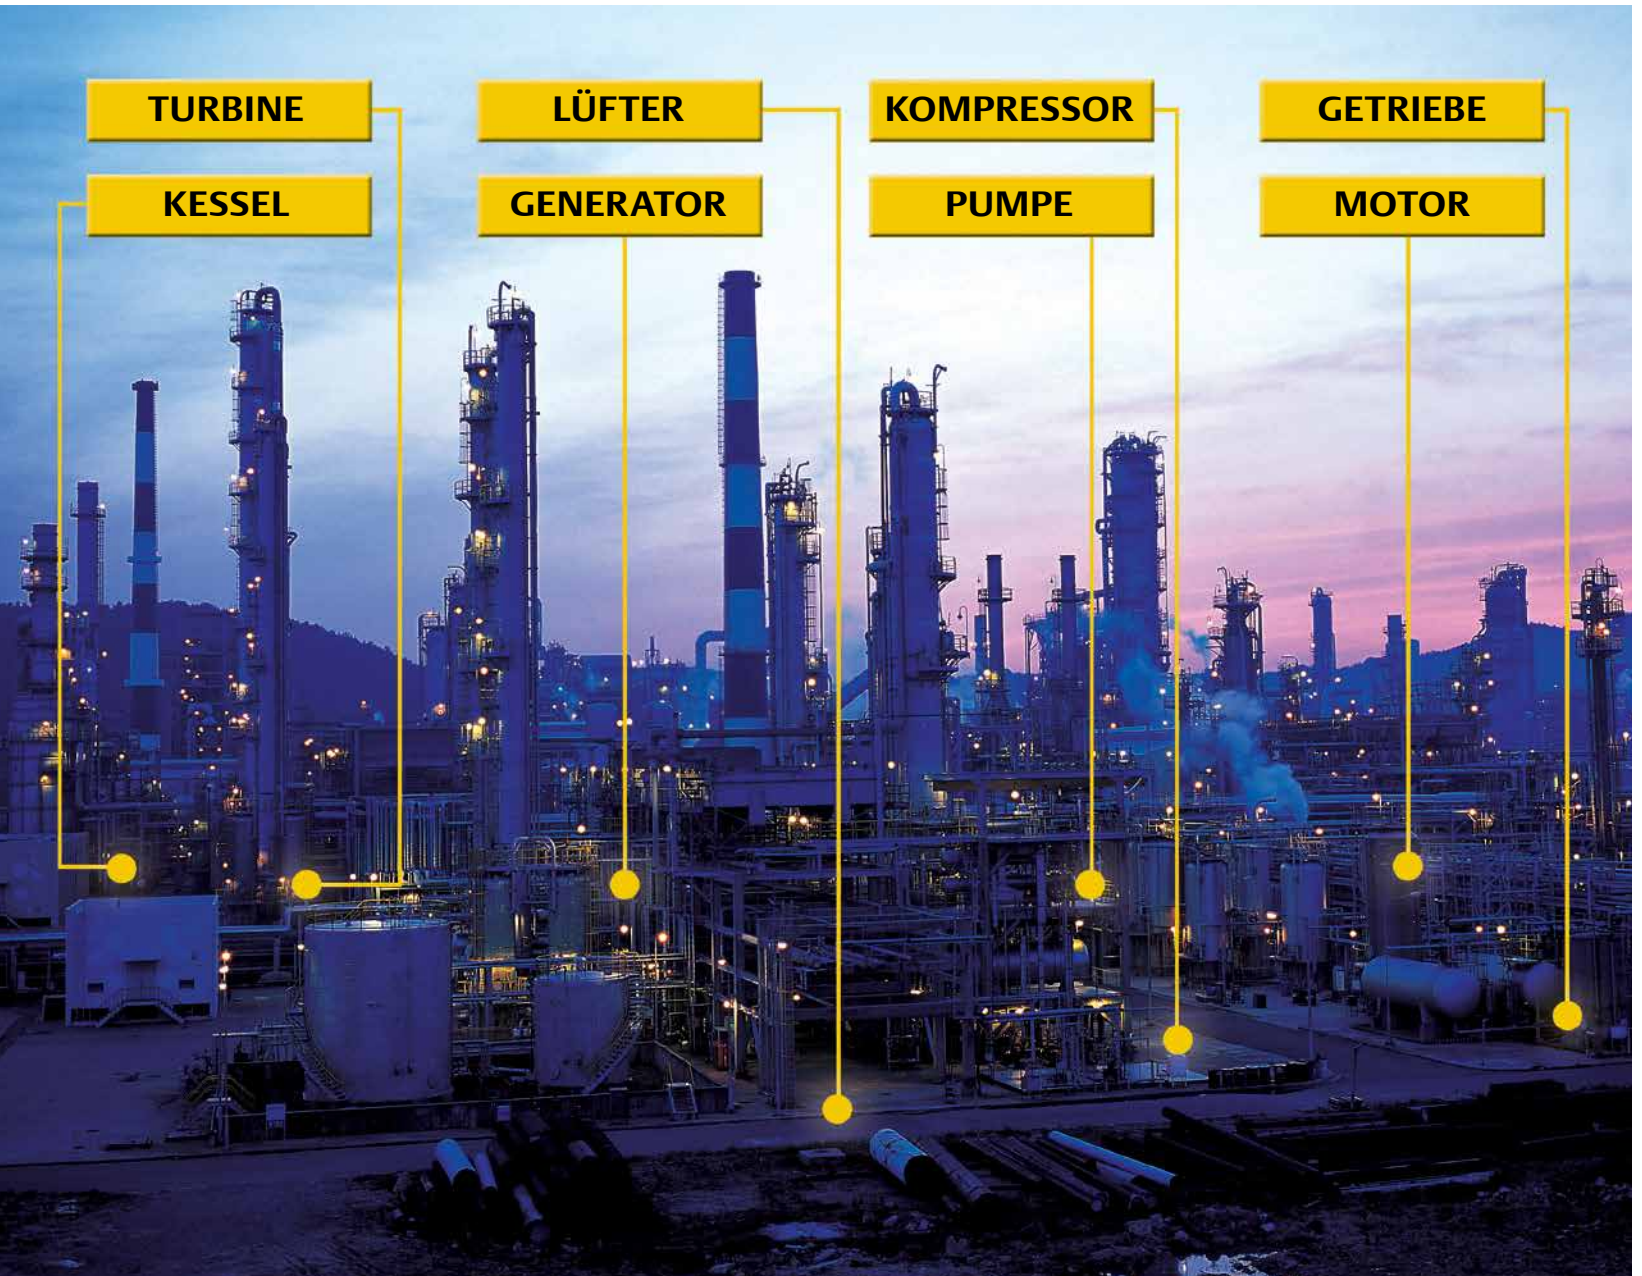 TURBINE
LÜFTER
KOMPRESSOR
GETRIEBE
KESSEL
GENERATOR
PUMPE
MOTOR